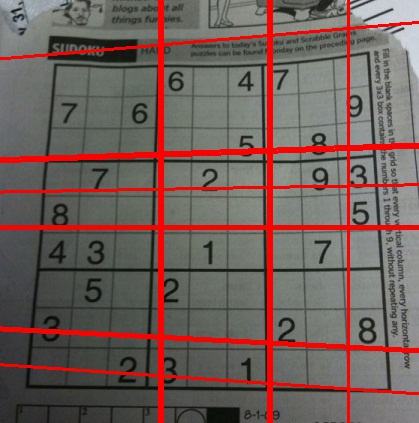 blogs about all
things funnies.
SUDOKU HARD
Answers to today's Sudoku and Scrabble Grams
puzzles can be found Monday on the preceding page.
6 4 7
7 6 9
5 8
7 2 9 3
8 5
4 3 1 7
5 2
3 2 8
2 1
Fill in the blank spaces in the grid so that every vertical column, every horizontal row
and every 3x3 box contains the numbers 1 through 9, without repeating any.
1 2 3
8-1-09